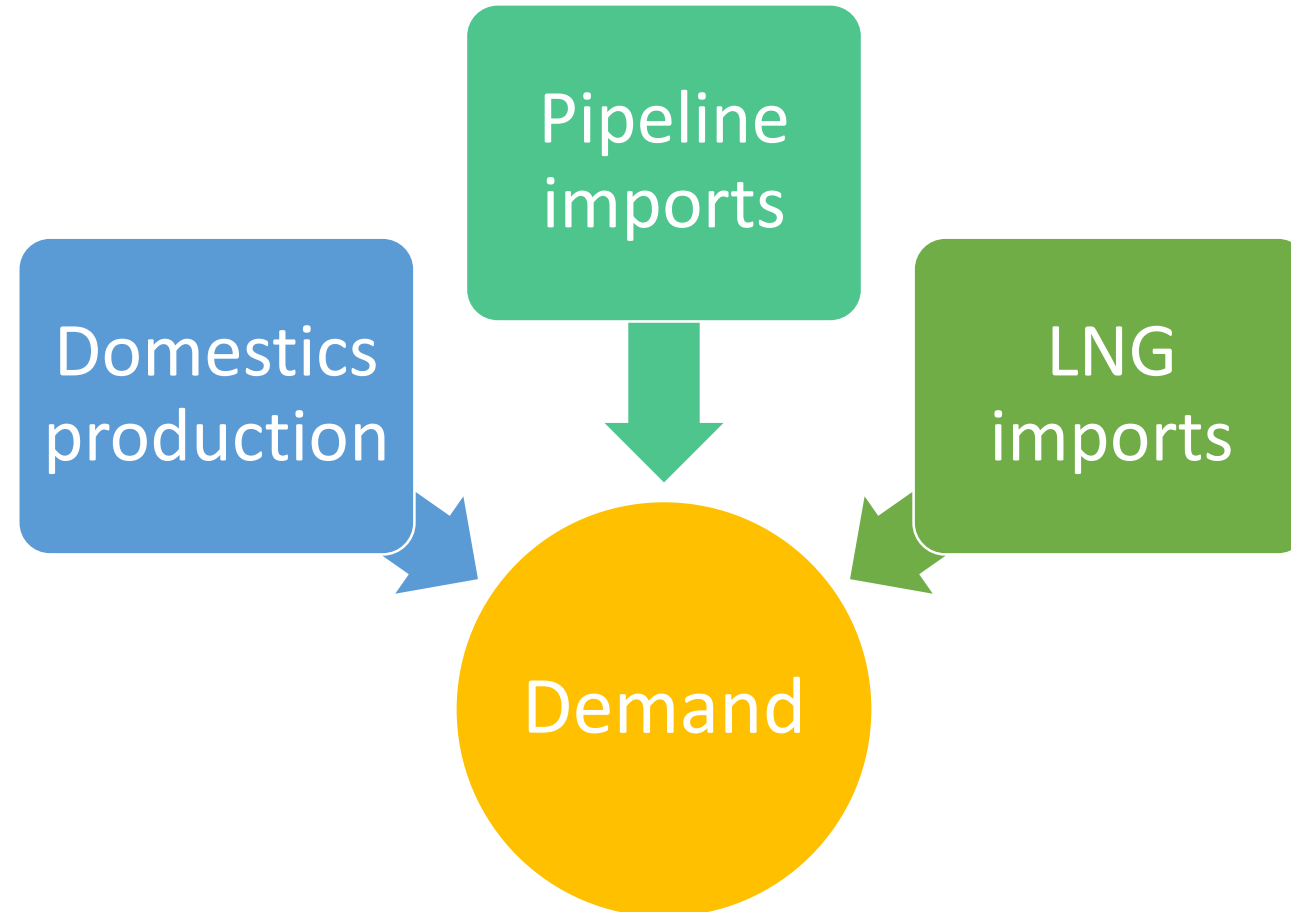 Pipeline
imports
Domestics
production
LNG
imports
Demand